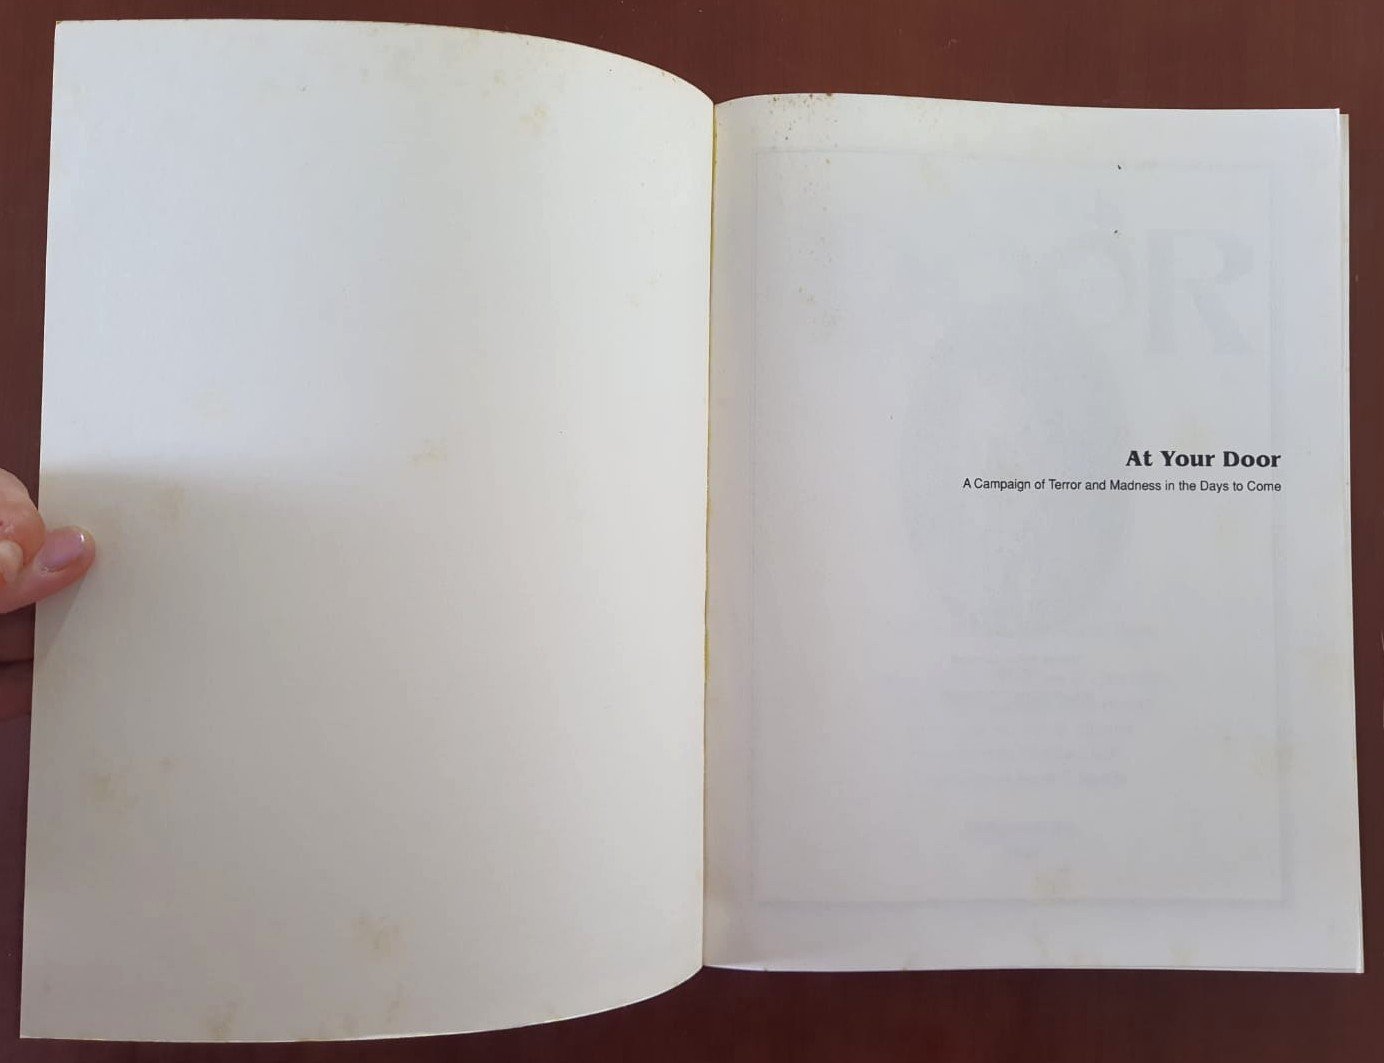 At Your Door
A Campaign of Terror and Madness in the Days to Come